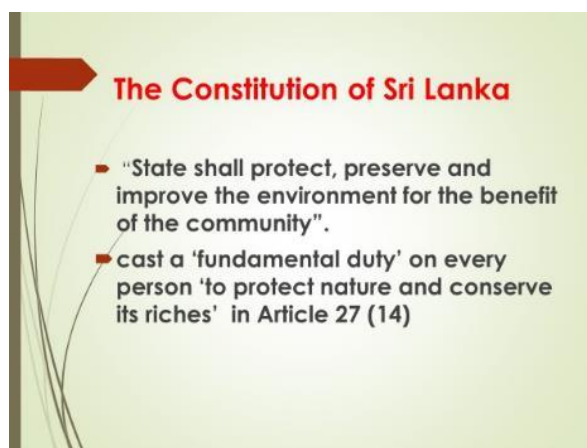 The Constitution of Sri Lanka
“State shall protect, preserve and
improve the environment for the benefit
of the community”.
cast a ‘fundamental duty’ on every
person ‘to protect nature and conserve
its riches’ in Article 27 (14)